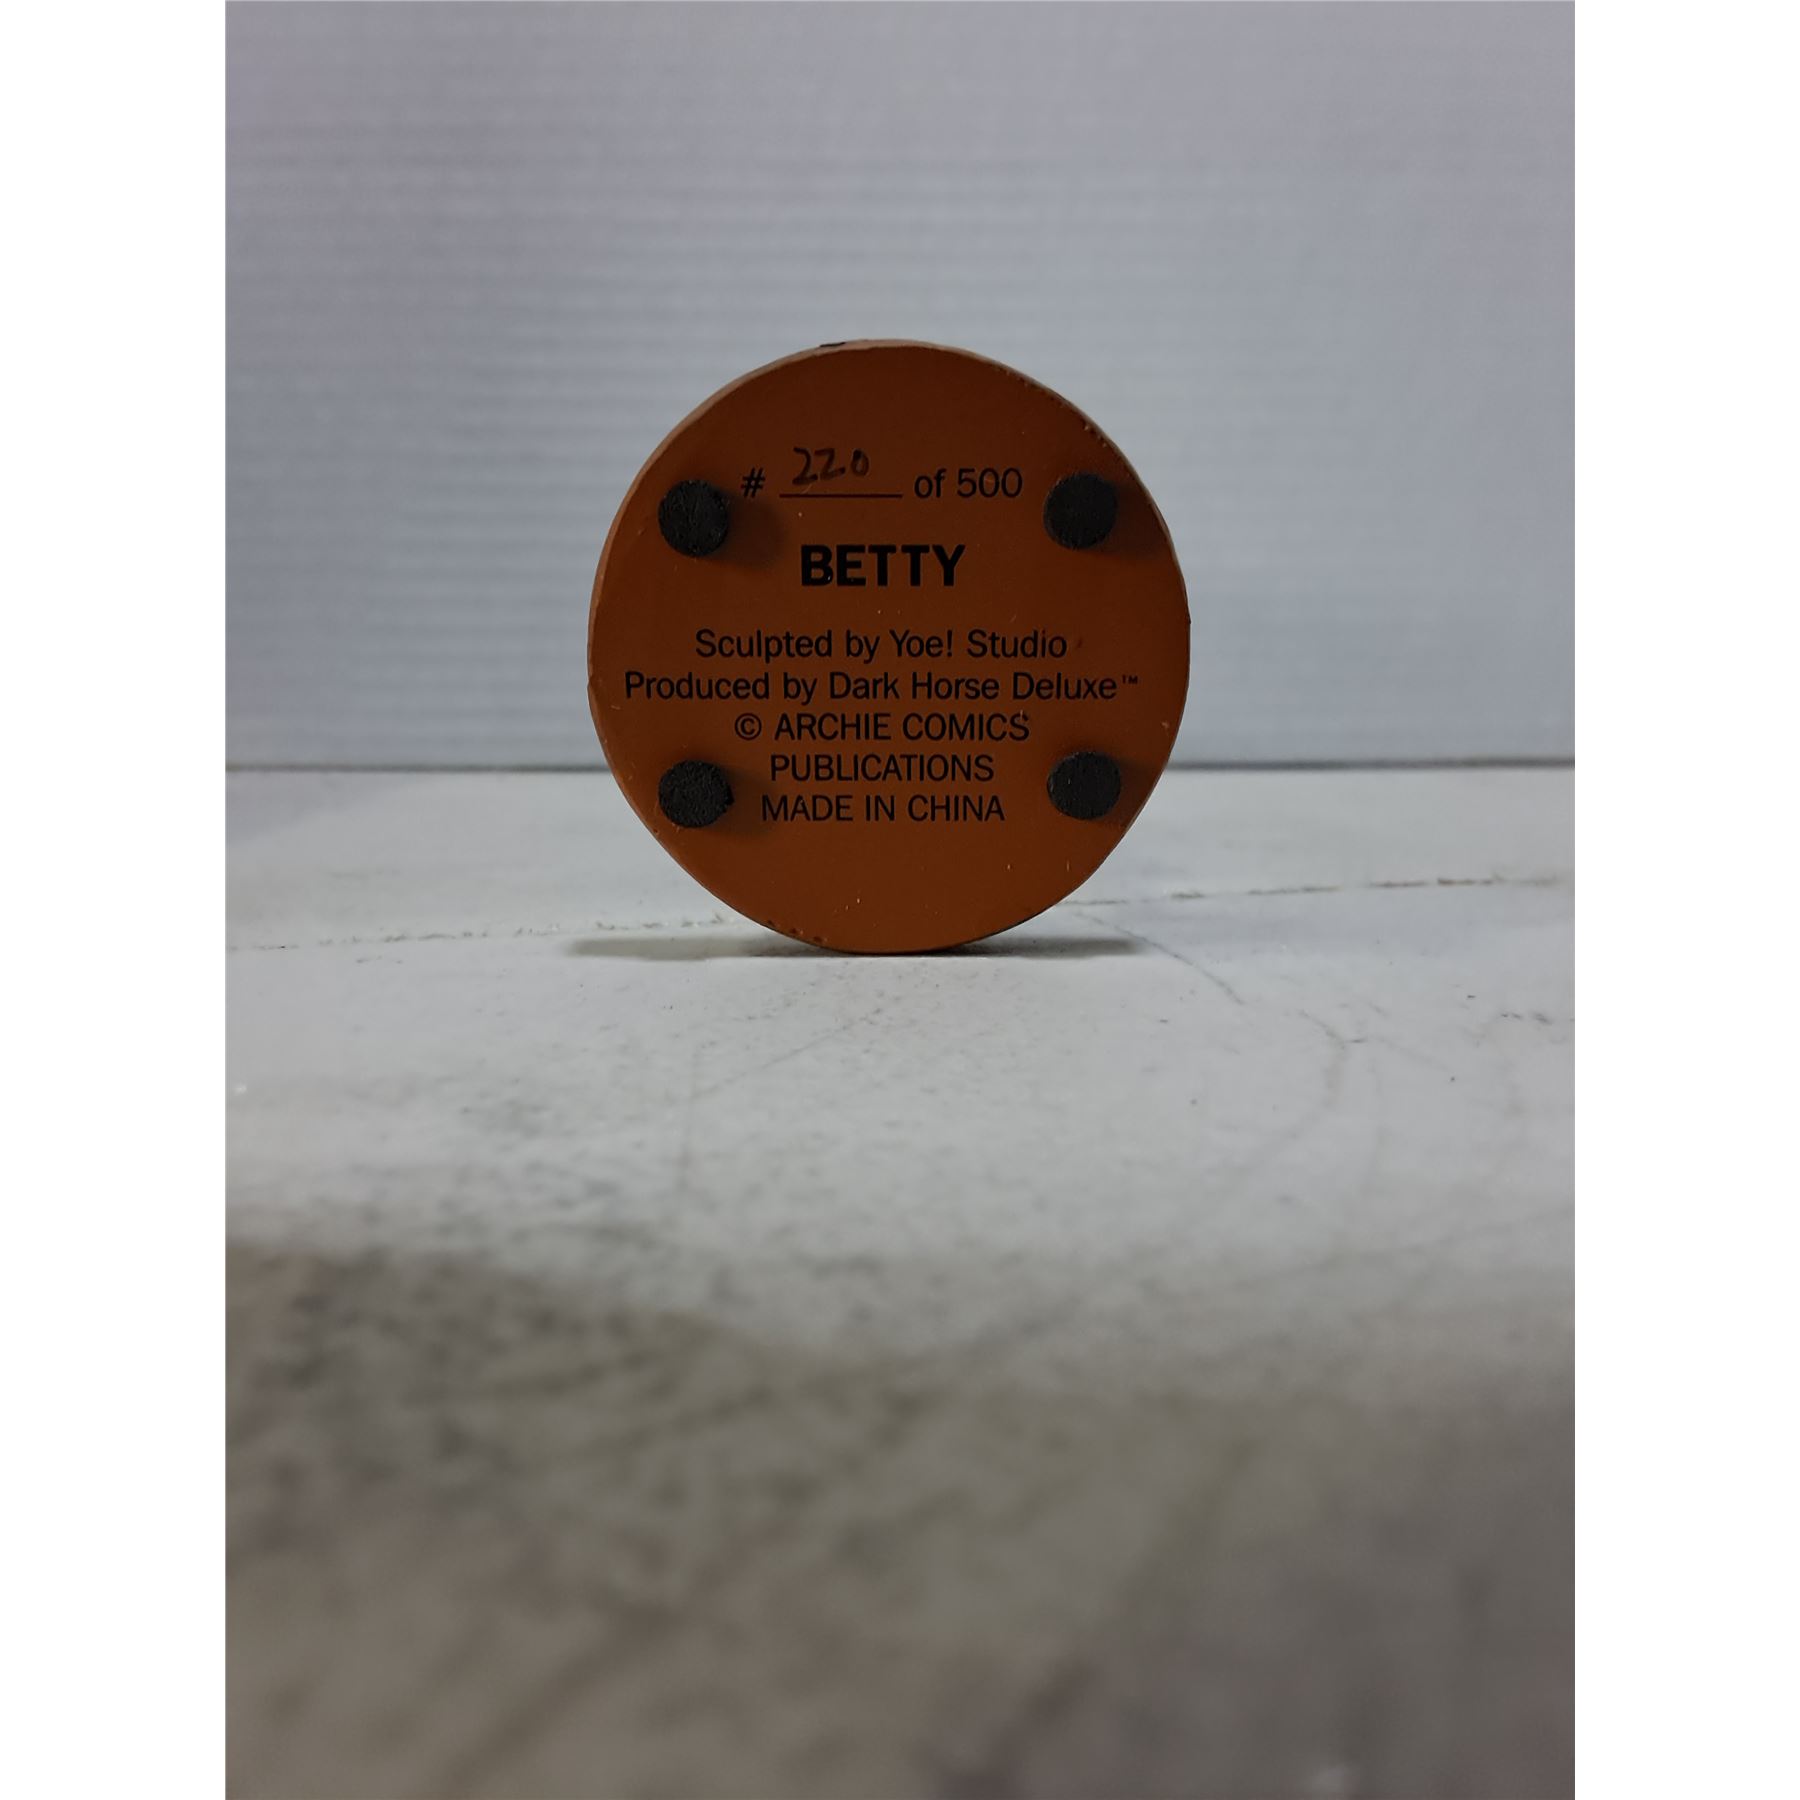 # 220 of 500
BETTY
Sculpted by Yoe! Studio
Produced by Dark Horse Deluxe™
© ARCHIE COMICS
PUBLICATIONS
MADE IN CHINA